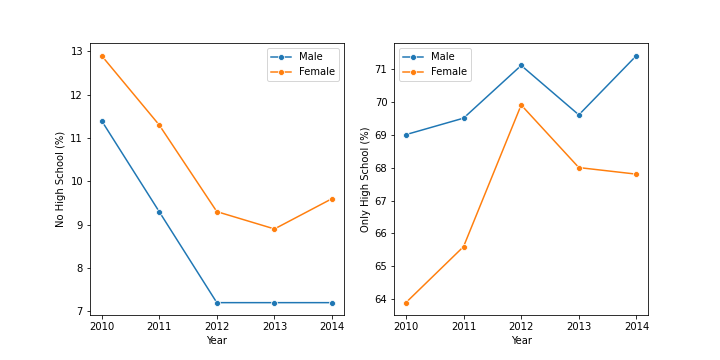 13
12
11
10
9
8
7
No High School (%)
2010 2011 2012 2013 2014
Year
Male
Female
71
70
69
68
67
66
65
64
Only High School (%)
2010 2011 2012 2013 2014
Year
Male
Female